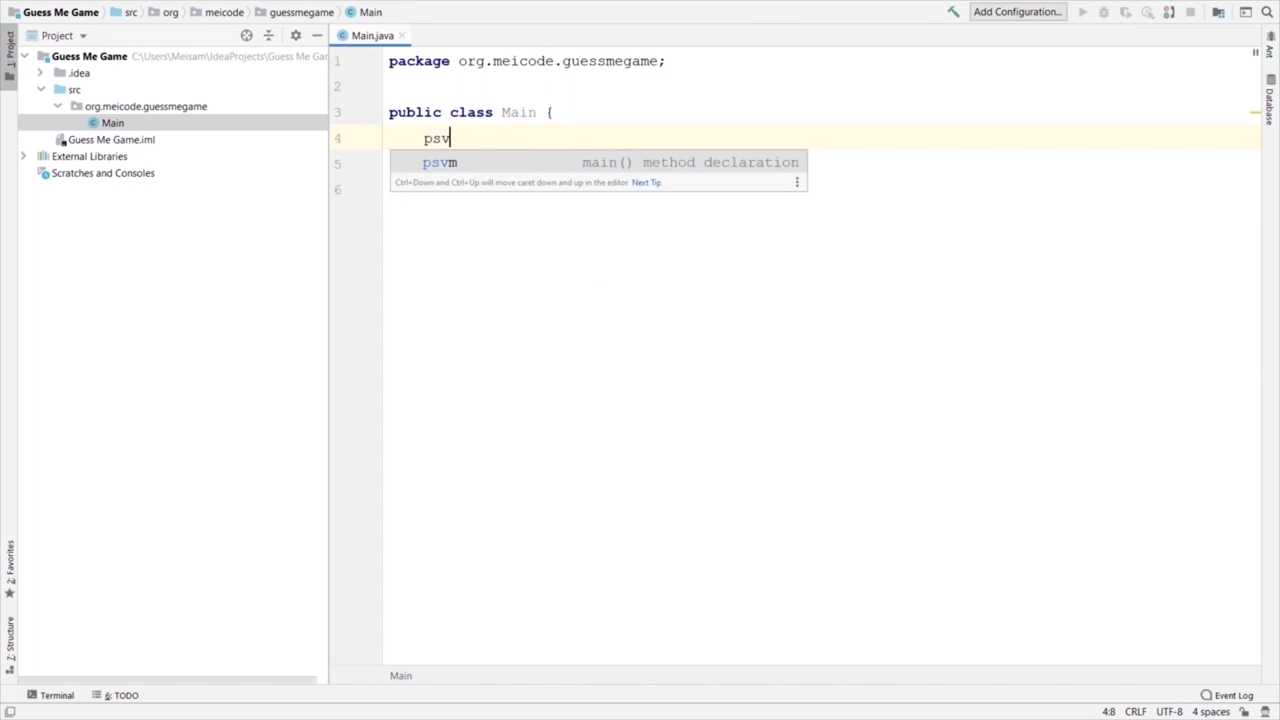 Guess Me Game src org meicode guessmegame Main
Add Configuration...
1: Project
Project
Main.java
Guess Me Game C:\Users\Meisam\IdeaProjects\Guess Me Gar
.idea
src
org.meicode.guessmegame
Main
Guess Me Game.iml
External Libraries
Scratches and Consoles
1 package org.meicode.guessmegame;
2
3 public class Main {
4 psv
5
6
psvm main() method declaration
Ctrl+Down and Ctrl+Up will move caret down and up in the editor Next Tip
Ant
Database
2: Favorites
Z: Structure
Main
Terminal 6: TODO
Event Log
4:8 CRLF UTF-8 4 spaces